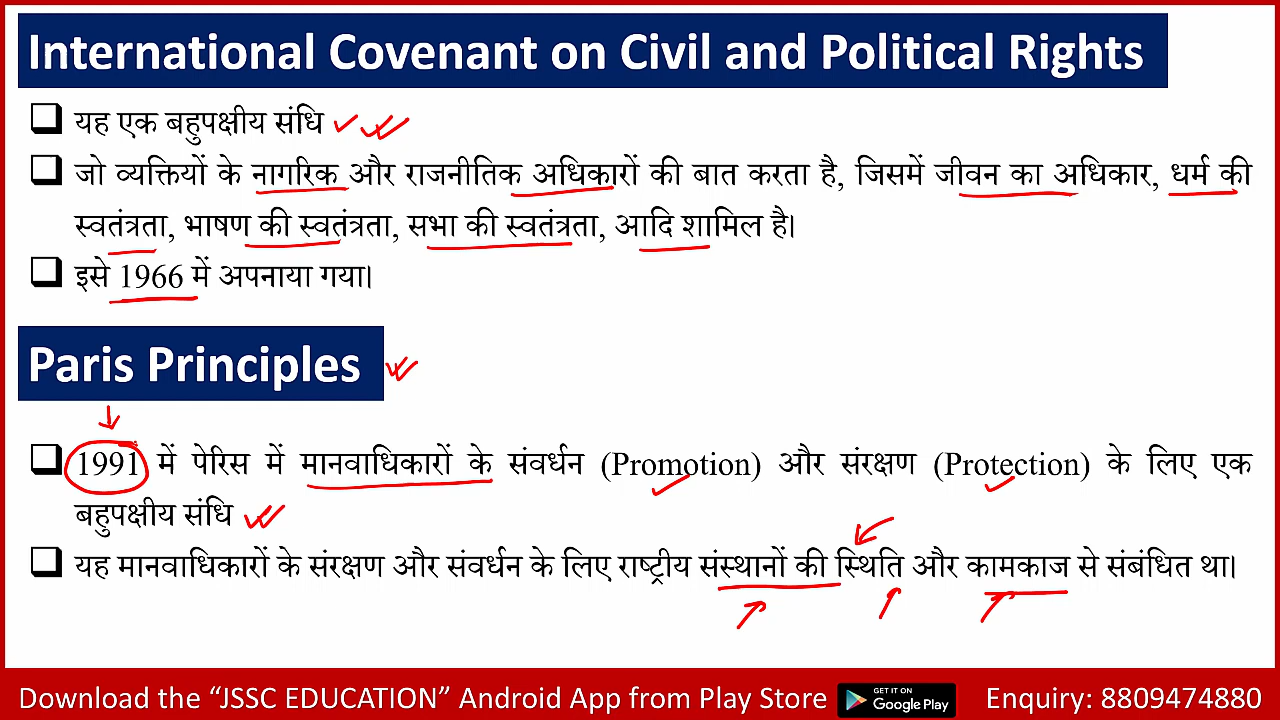 International Covenant on Civil and Political Rights
यह एक बहुपक्षीय संधि
जो व्यक्तियों के नागरिक और राजनीतिक अधिकारों की बात करता है, जिसमें जीवन का अधिकार, धर्म की
स्वतंत्रता, भाषण की स्वतंत्रता, सभा की स्वतंत्रता, आदि शामिल है।
इसे 1966 में अपनाया गया।
Paris Principles
1991 में पेरिस में मानवाधिकारों के संवर्धन (Promotion) और संरक्षण (Protection) के लिए एक
बहुपक्षीय संधि
यह मानवाधिकारों के संरक्षण और संवर्धन के लिए राष्ट्रीय संस्थानों की स्थिति और कामकाज से संबंधित था।
Download the “JSSC EDUCATION” Android App from Play Store GET IT ON Google Play Enquiry: 8809474880